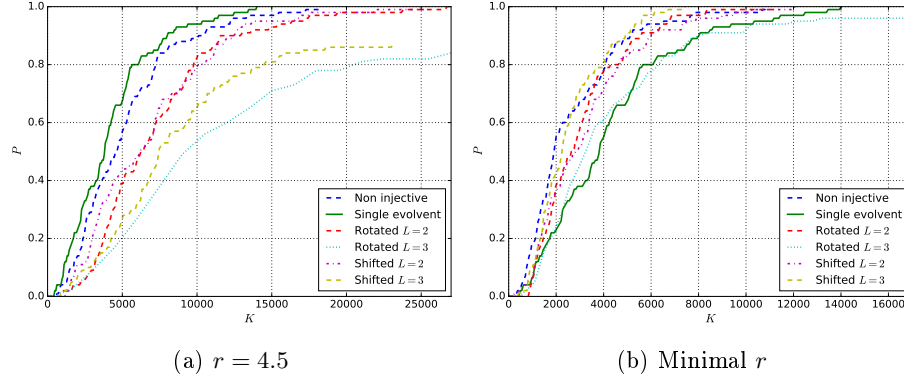 1.0
0.8
0.6
0.4
0.2
0.0
P
0 5000 10000 15000 20000 25000
K
Non injective
Single evolvent
Rotated L = 2
Rotated L = 3
Shifted L = 2
Shifted L = 3
(a) r = 4.5
1.0
0.8
0.6
0.4
0.2
0.0
P
0 2000 4000 6000 8000 10000 12000 14000 16000
K
Non injective
Single evolvent
Rotated L = 2
Rotated L = 3
Shifted L = 2
Shifted L = 3
(b) Minimal r